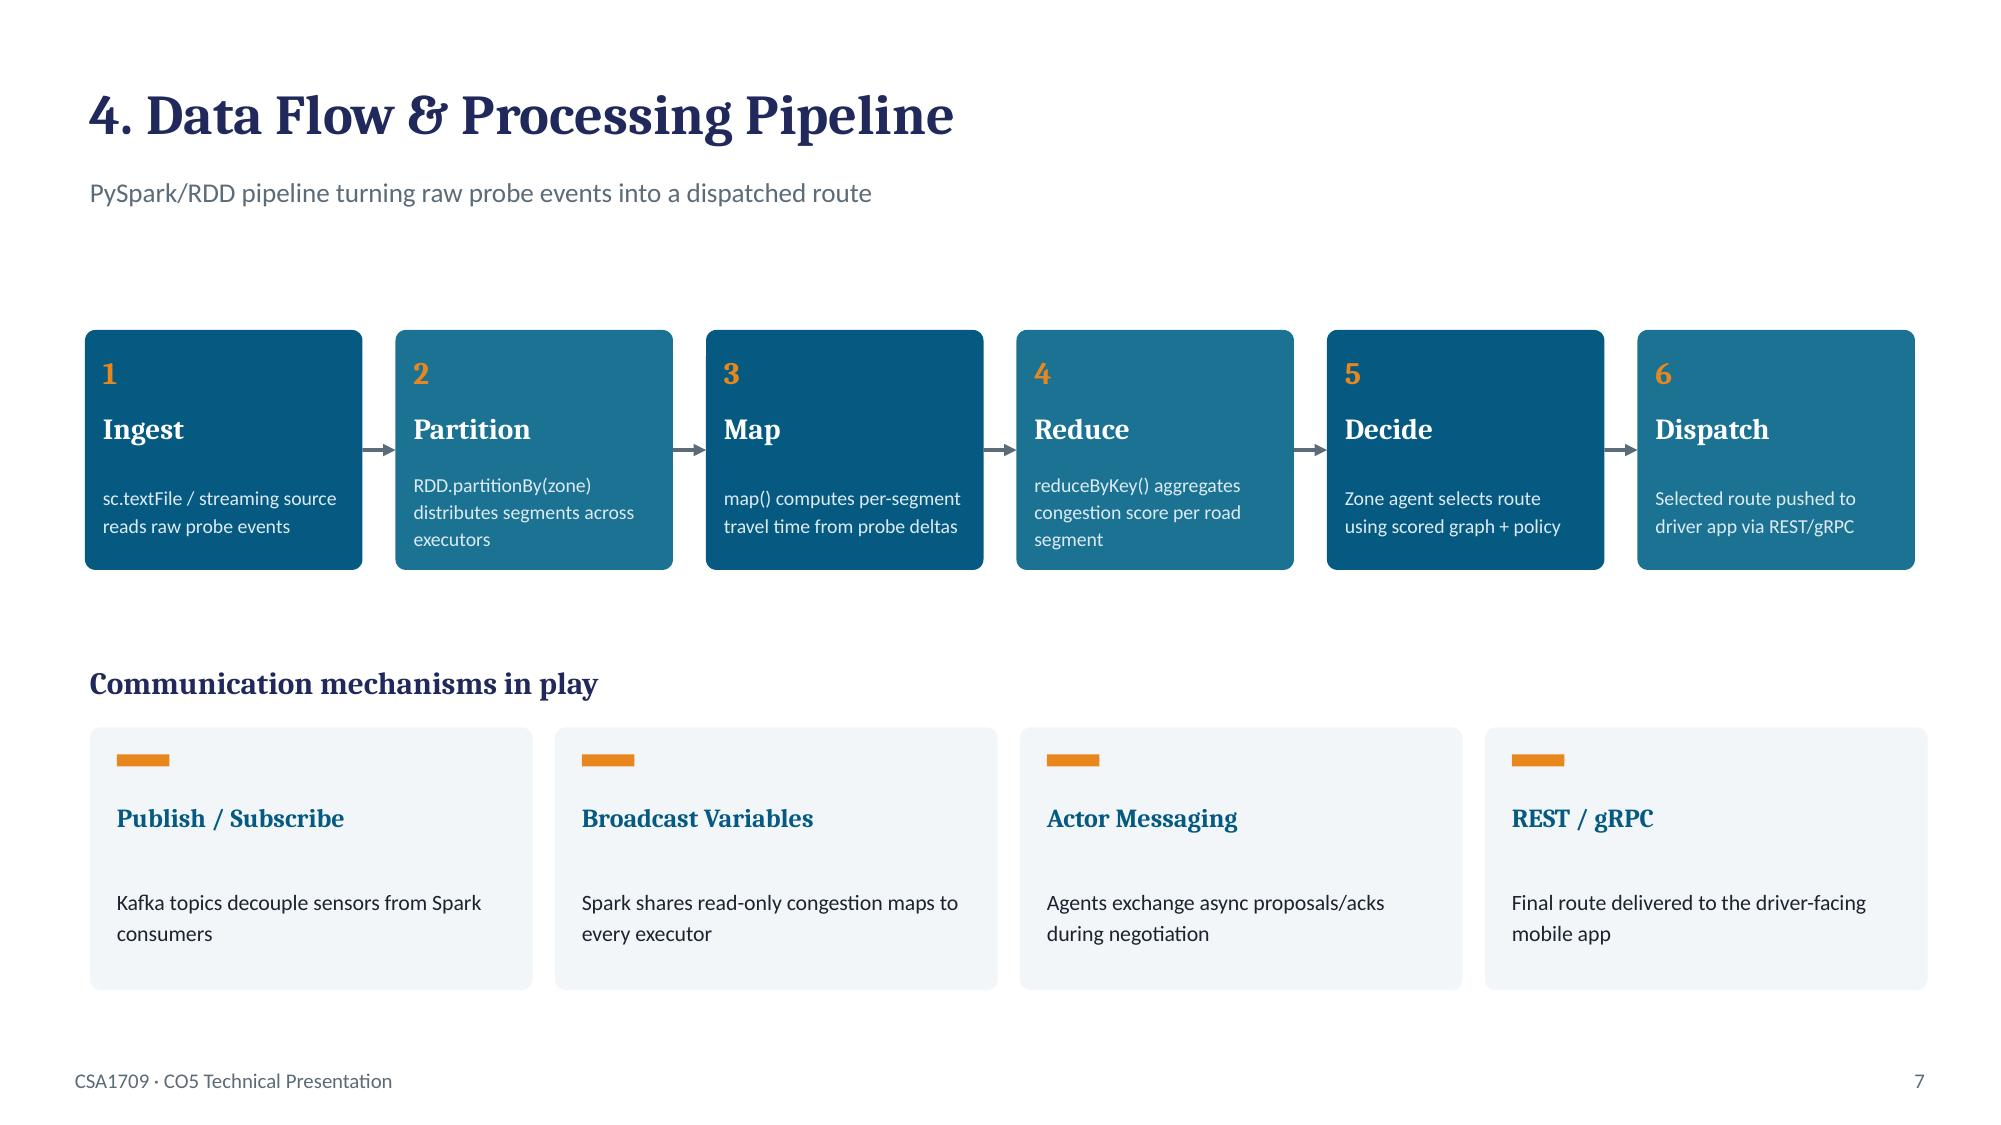 4. Data Flow & Processing Pipeline
PySpark/RDD pipeline turning raw probe events into a dispatched route
1
Ingest
sc.textFile / streaming source
reads raw probe events
2
Partition
RDD.partitionBy(zone)
distributes segments across
executors
3
Map
map() computes per-segment
travel time from probe deltas
4
Reduce
reduceByKey() aggregates
congestion score per road
segment
5
Decide
Zone agent selects route
using scored graph + policy
6
Dispatch
Selected route pushed to
driver app via REST/gRPC
Communication mechanisms in play
Publish / Subscribe
Kafka topics decouple sensors from Spark
consumers
Broadcast Variables
Spark shares read-only congestion maps to
every executor
Actor Messaging
Agents exchange async proposals/acks
during negotiation
REST / gRPC
Final route delivered to the driver-facing
mobile app
CSA1709 · CO5 Technical Presentation
7